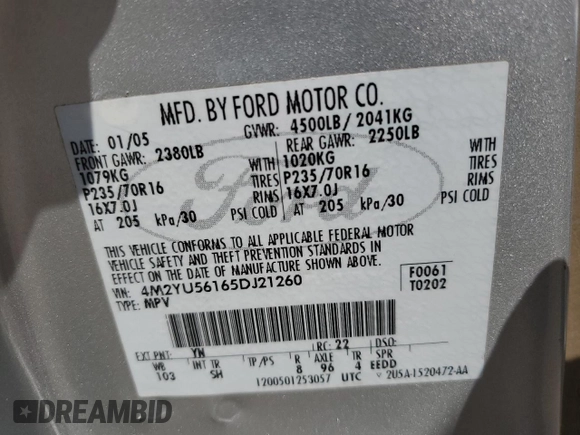 MFD. BY FORD MOTOR CO.
DATE: 01/05 GVWR: 4500LB/ 2041KG
FRONT GAWR: 2380LB REAR GAWR: 2250LB
1079KG WITH 1020KG WITH
P235/70R16 TIRES P235/70R16 TIRES
16X7.0J RIMS 16X7.0J RIMS
AT 205 kPa/30 PSI COLD AT 205 kPa/30 PSI COLD
Ford
THIS VEHICLE CONFORMS TO ALL APPLICABLE FEDERAL MOTOR
VEHICLE SAFETY AND THEFT PREVENTION STANDARDS IN
EFFECT ON THE DATE OF MANUFACTURE SHOWN ABOVE.
VIN: 4M2YU56165DJ21260 F0061
TYPE: MPV T0202
EXT PNT: YN RC: 22 DSO:
WB INT TR TP/PS R AXLE TR SPR
103 SH 8 96 4 EEDD
1200501253057 UTC V 2U5A-1520472-AA
DREAMBID